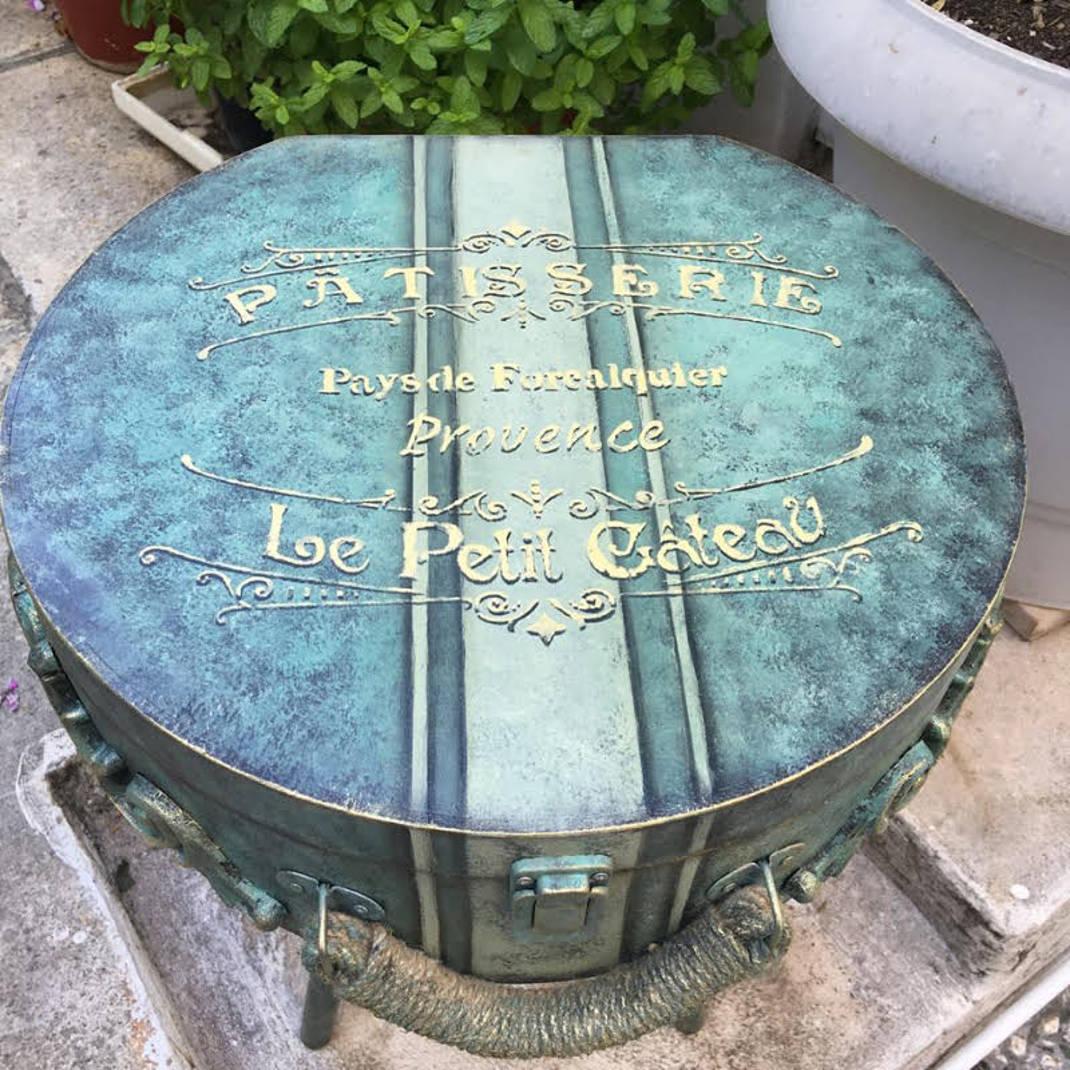 PÂTISSERIE
Pays de Forcalquier
Provence
Le Petit Gâteau